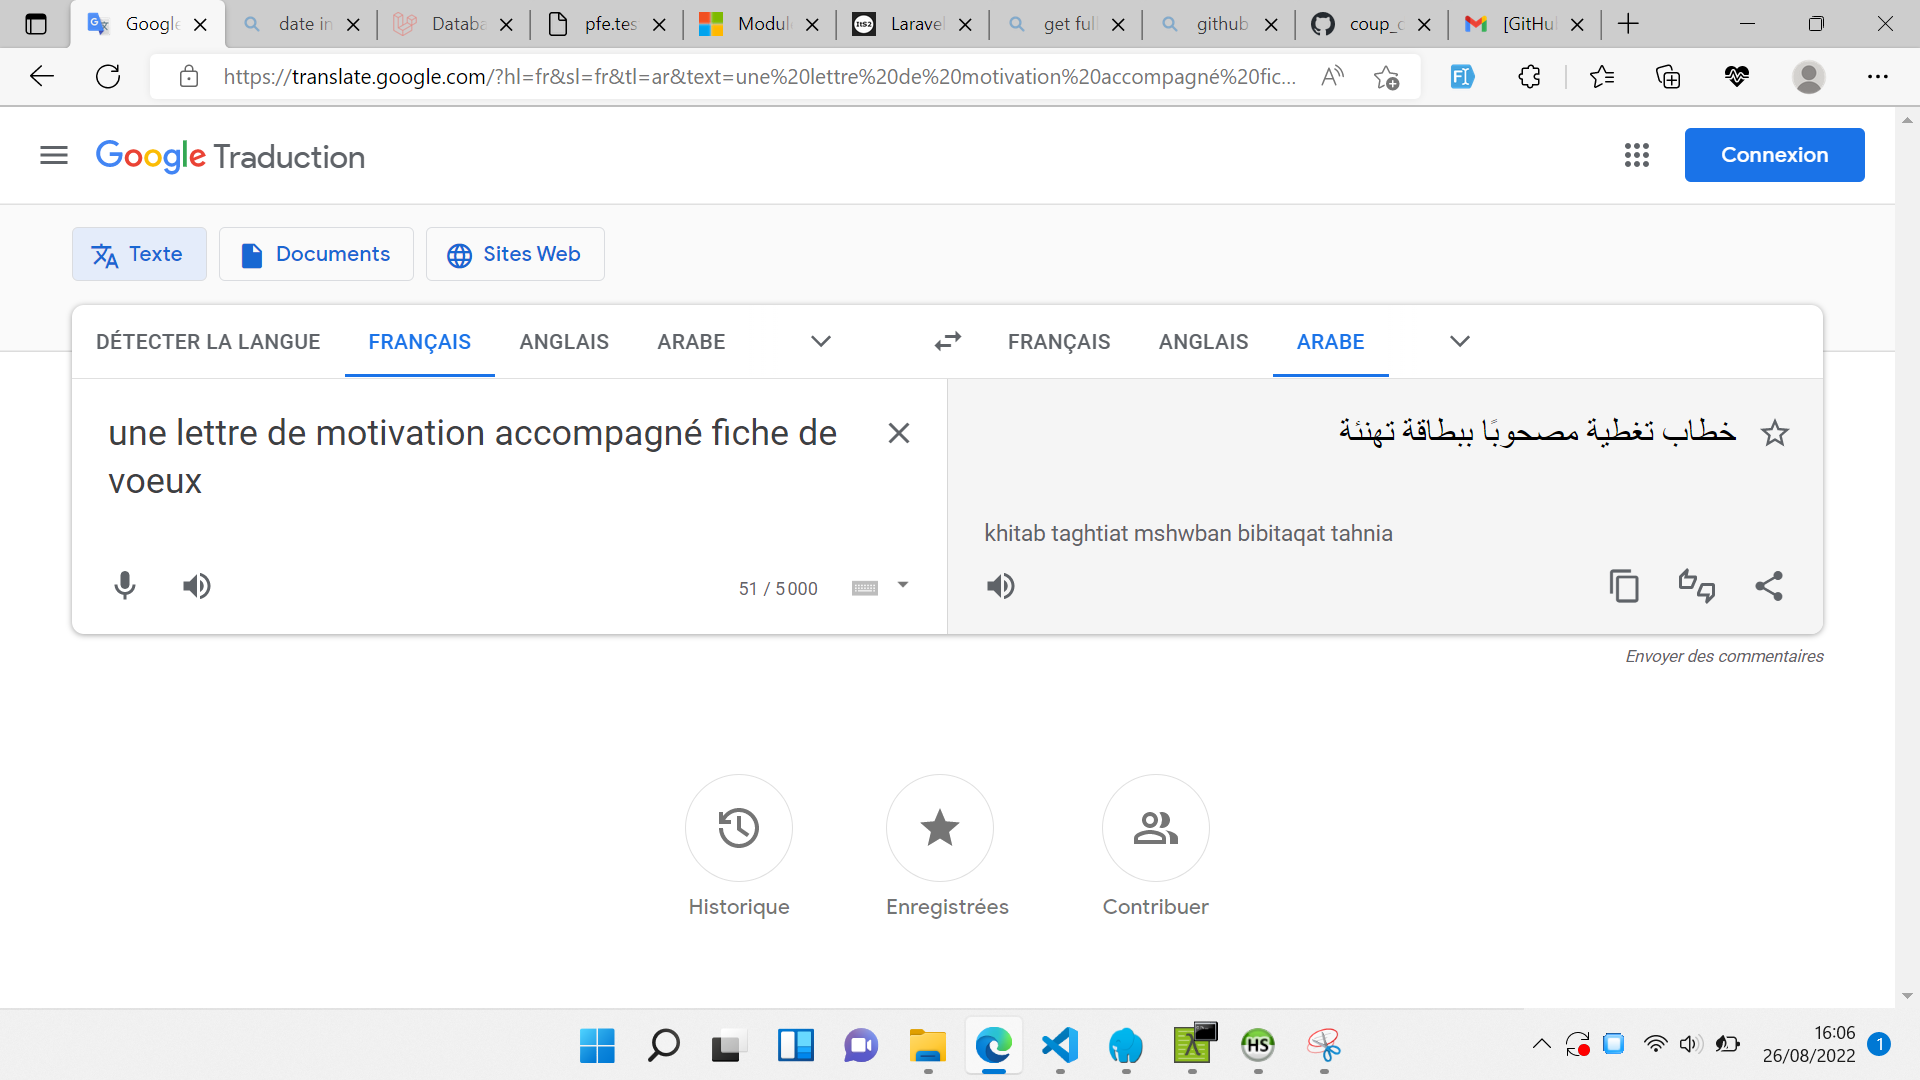 Google
date in
Databa
pfe.tes
Modul
ItS2
Laravel
get full
github
coup_c
[GitHu
https://translate.google.com/?hl=fr&sl=fr&tl=ar&text=une%20lettre%20de%20motivation%20accompagné%20fic...
Google Traduction
Connexion
Texte
Documents
Sites Web
DÉTECTER LA LANGUE
FRANÇAIS
ANGLAIS
ARABE
FRANÇAIS
ANGLAIS
ARABE
une lettre de motivation accompagné fiche de
voeux
51 / 5 000
خطاب تغطية مصحوبًا ببطاقة تهنئة
khitab taghtiat mshwban bibitaqat tahnia
Envoyer des commentaires
Historique
Enregistrées
Contribuer
HS
16:06
26/08/2022
1